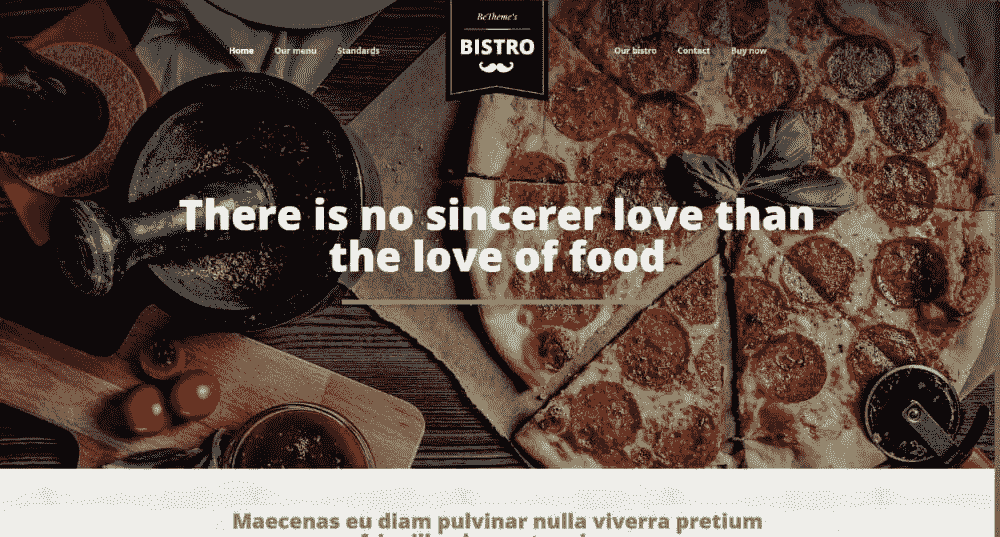 BeTheme's
BISTRO
Home Our menu Standards Our bistro Contact Buy now
There is no sincerer love than
the love of food
Maecenas eu diam pulvinar nulla viverra pretium